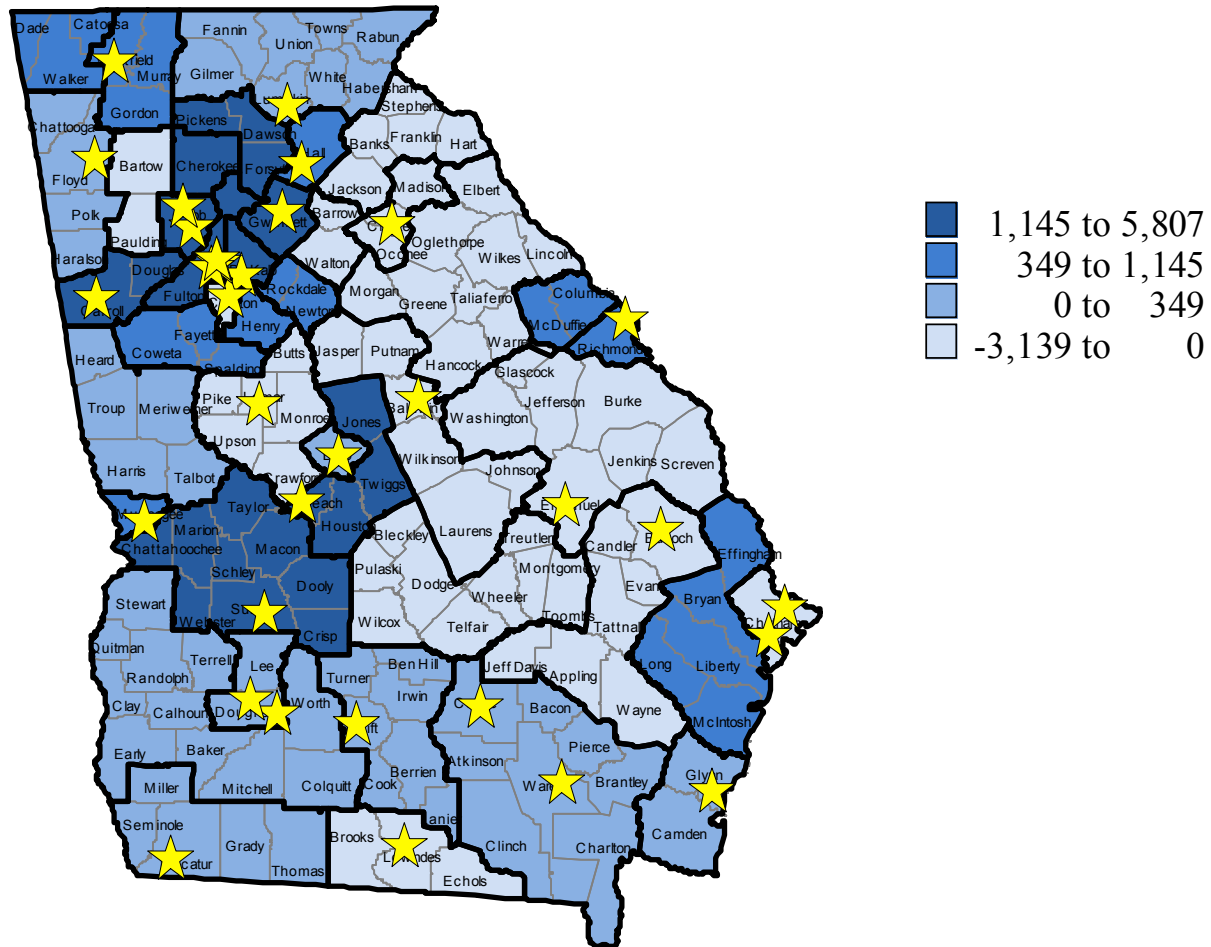 Dade
Catoosa
Fannin
Towns
Union
Rabun
Murray
Walker
Gilmer
White
Habersham
Stephens
Gordon
Pickens
Dawson
Chattooga
Banks
Franklin
Hart
Bartow
Cherokee
Floyd
Jackson
Madison
Elbert
Polk
Barrow
Paulding
Oconee
Oglethorpe
Wilkes
Lincoln
Haralson
Walton
Douglas
Rockdale
Fulton
Newton
Morgan
Greene
Taliaferro
Columbia
McDuffie
Henry
Fayette
Coweta
Butts
Jasper
Putnam
Richmond
Heard
Spalding
Hancock
Glascock
Pike
Troup
Meriwether
Monroe
Jones
Washington
Jefferson
Burke
Upson
Wilkinson
Jenkins
Screven
Harris
Talbot
Crawford
Twiggs
Johnson
Taylor
Houston
Marion
Bleckley
Laurens
Treutlen
Candler
Effingham
Chattahoochee
Macon
Schley
Pulaski
Montgomery
Dooly
Dodge
Evans
Bryan
Stewart
Wheeler
Toombs
Webster
Wilcox
Telfair
Tattnall
Crisp
Quitman
Terrell
Lee
Ben Hill
Jeff Davis
Long
Liberty
Randolph
Turner
Irwin
Appling
Clay
Calhoun
Worth
Bacon
Wayne
McIntosh
Early
Baker
Pierce
Atkinson
Miller
Mitchell
Colquitt
Cook
Berrien
Brantley
Glynn
Seminole
Grady
Thomas
Brooks
Clinch
Charlton
Camden
Echols
1,145 to 5,807
349 to 1,145
0 to 349
-3,139 to 0